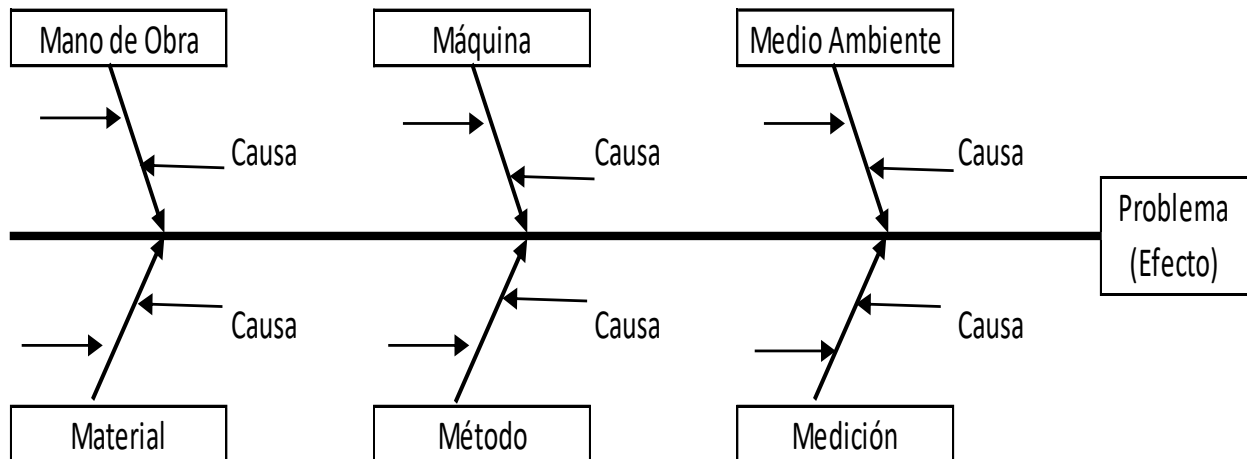 Mano de Obra
Máquina
Medio Ambiente
Causa
Causa
Causa
Problema
(Efecto)
Causa
Causa
Causa
Material
Método
Medición